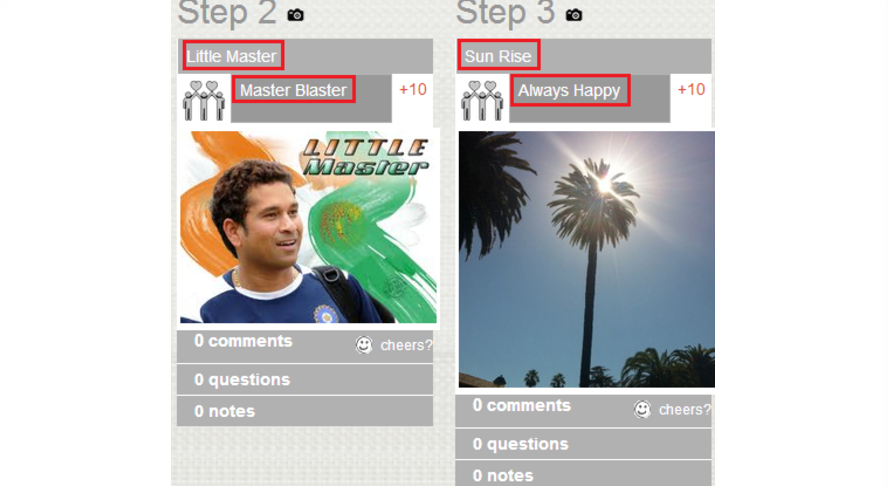 Step 2
Little Master
Master Blaster
+10
LITTLE
Master
0 comments
cheers?
0 questions
0 notes
Step 3
Sun Rise
Always Happy
+10
0 comments
cheers?
0 questions
0 notes